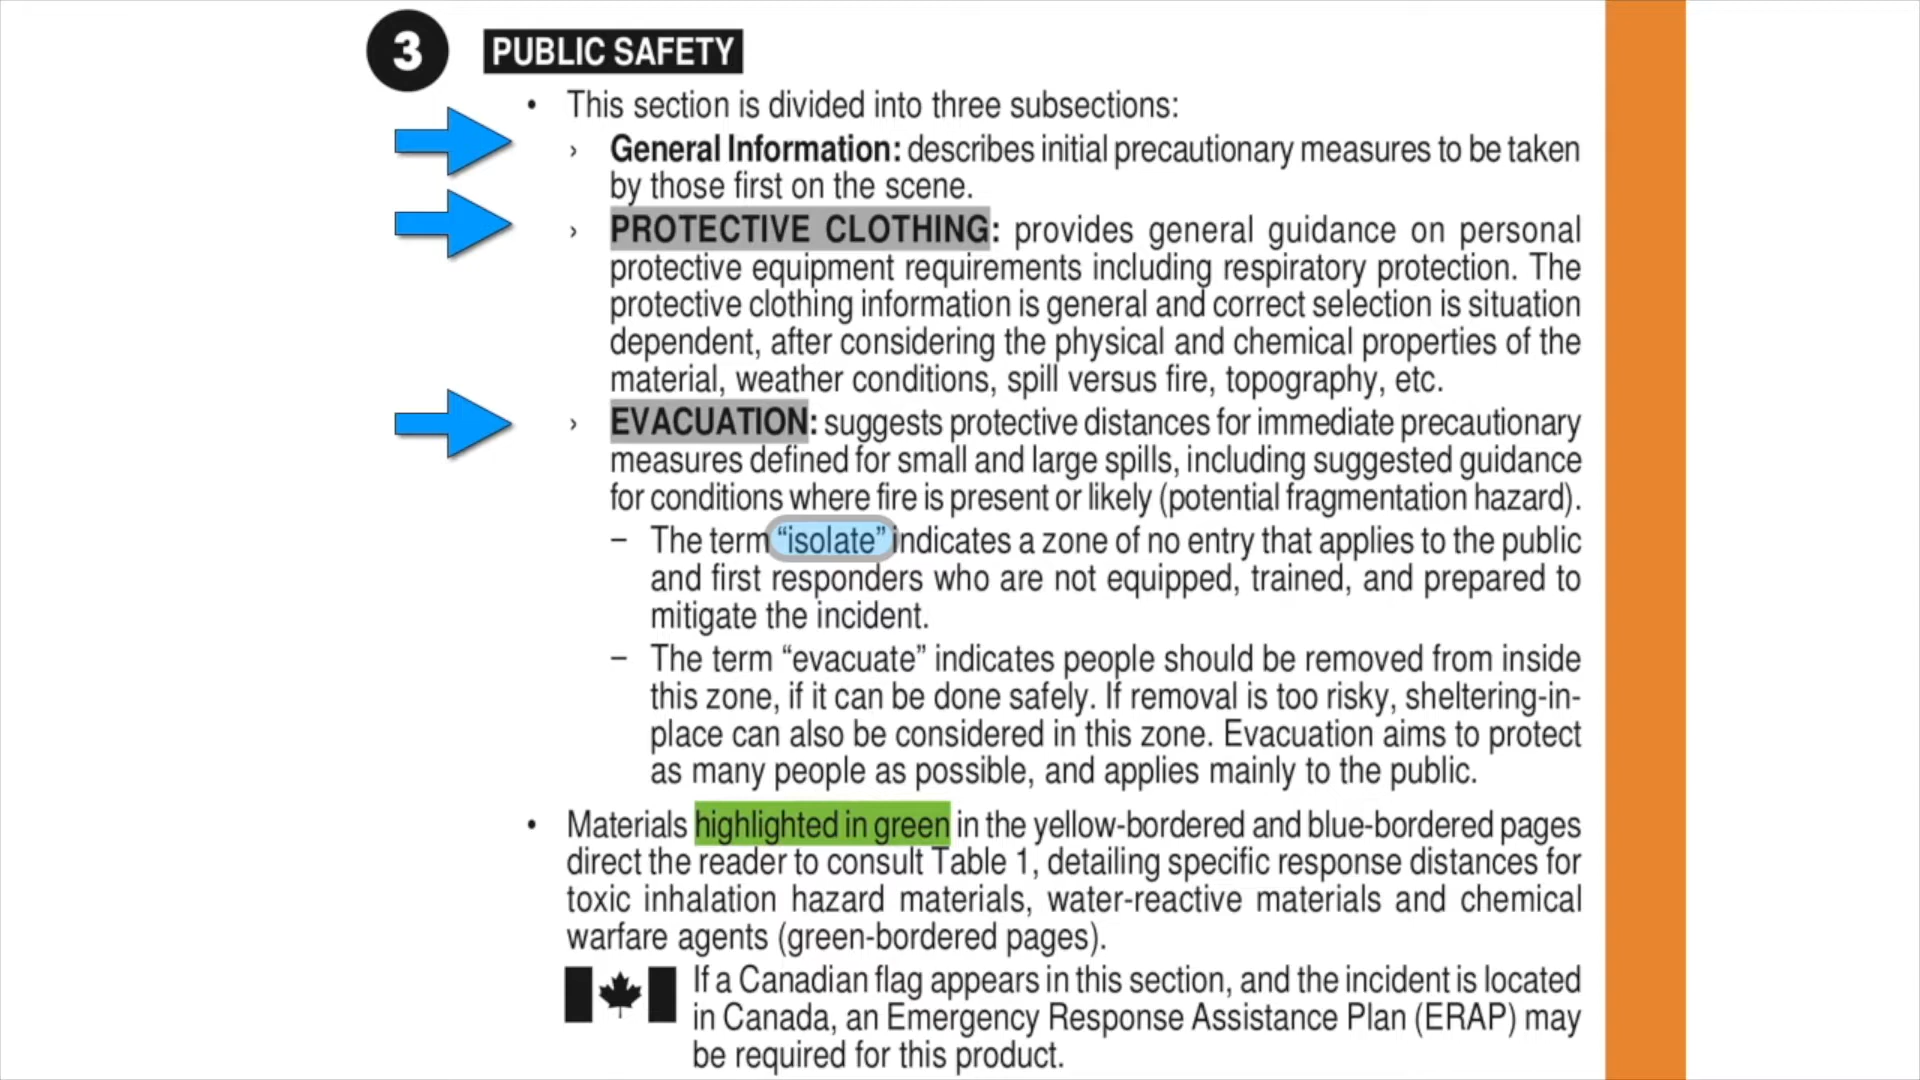 3 PUBLIC SAFETY
• This section is divided into three subsections:
› General Information: describes initial precautionary measures to be taken
by those first on the scene.
› PROTECTIVE CLOTHING: provides general guidance on personal
protective equipment requirements including respiratory protection. The
protective clothing information is general and correct selection is situation
dependent, after considering the physical and chemical properties of the
material, weather conditions, spill versus fire, topography, etc.
› EVACUATION: suggests protective distances for immediate precautionary
measures defined for small and large spills, including suggested guidance
for conditions where fire is present or likely (potential fragmentation hazard).
– The term “isolate” indicates a zone of no entry that applies to the public
and first responders who are not equipped, trained, and prepared to
mitigate the incident.
– The term “evacuate” indicates people should be removed from inside
this zone, if it can be done safely. If removal is too risky, sheltering-in-
place can also be considered in this zone. Evacuation aims to protect
as many people as possible, and applies mainly to the public.
• Materials highlighted in green in the yellow-bordered and blue-bordered pages
direct the reader to consult Table 1, detailing specific response distances for
toxic inhalation hazard materials, water-reactive materials and chemical
warfare agents (green-bordered pages).
If a Canadian flag appears in this section, and the incident is located
in Canada, an Emergency Response Assistance Plan (ERAP) may
be required for this product.